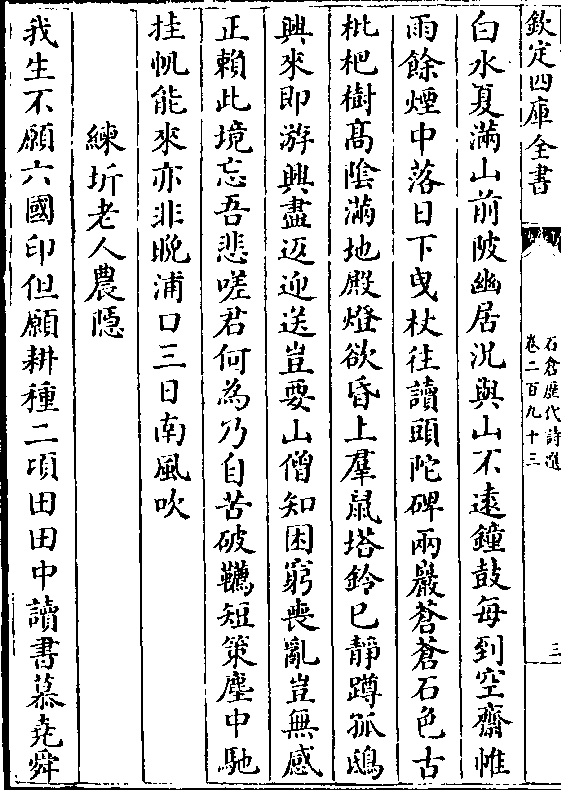 欽定四庫全書
石倉歷代詩選
卷二百九十三
三
白水夏滿山前陂幽居況與山不遠鐘鼓每到空齋帷
雨餘煙中落日下曳杖往讀頭陀碑兩巖蒼蒼石色古
枇杷樹髙陰滿地殿燈欲昏上羣鼠塔鈴已靜蹲孤鴟
興來即游興盡返迎送豈要山僧知困窮喪亂豈無感
正賴此境忘吾悲嗟君何為乃自苦破韉短策塵中馳
挂帆能來亦非晩浦口三日南風吹
練圻老人農隱
我生不願六國印但願耕種二頃田田中讀書慕堯舜